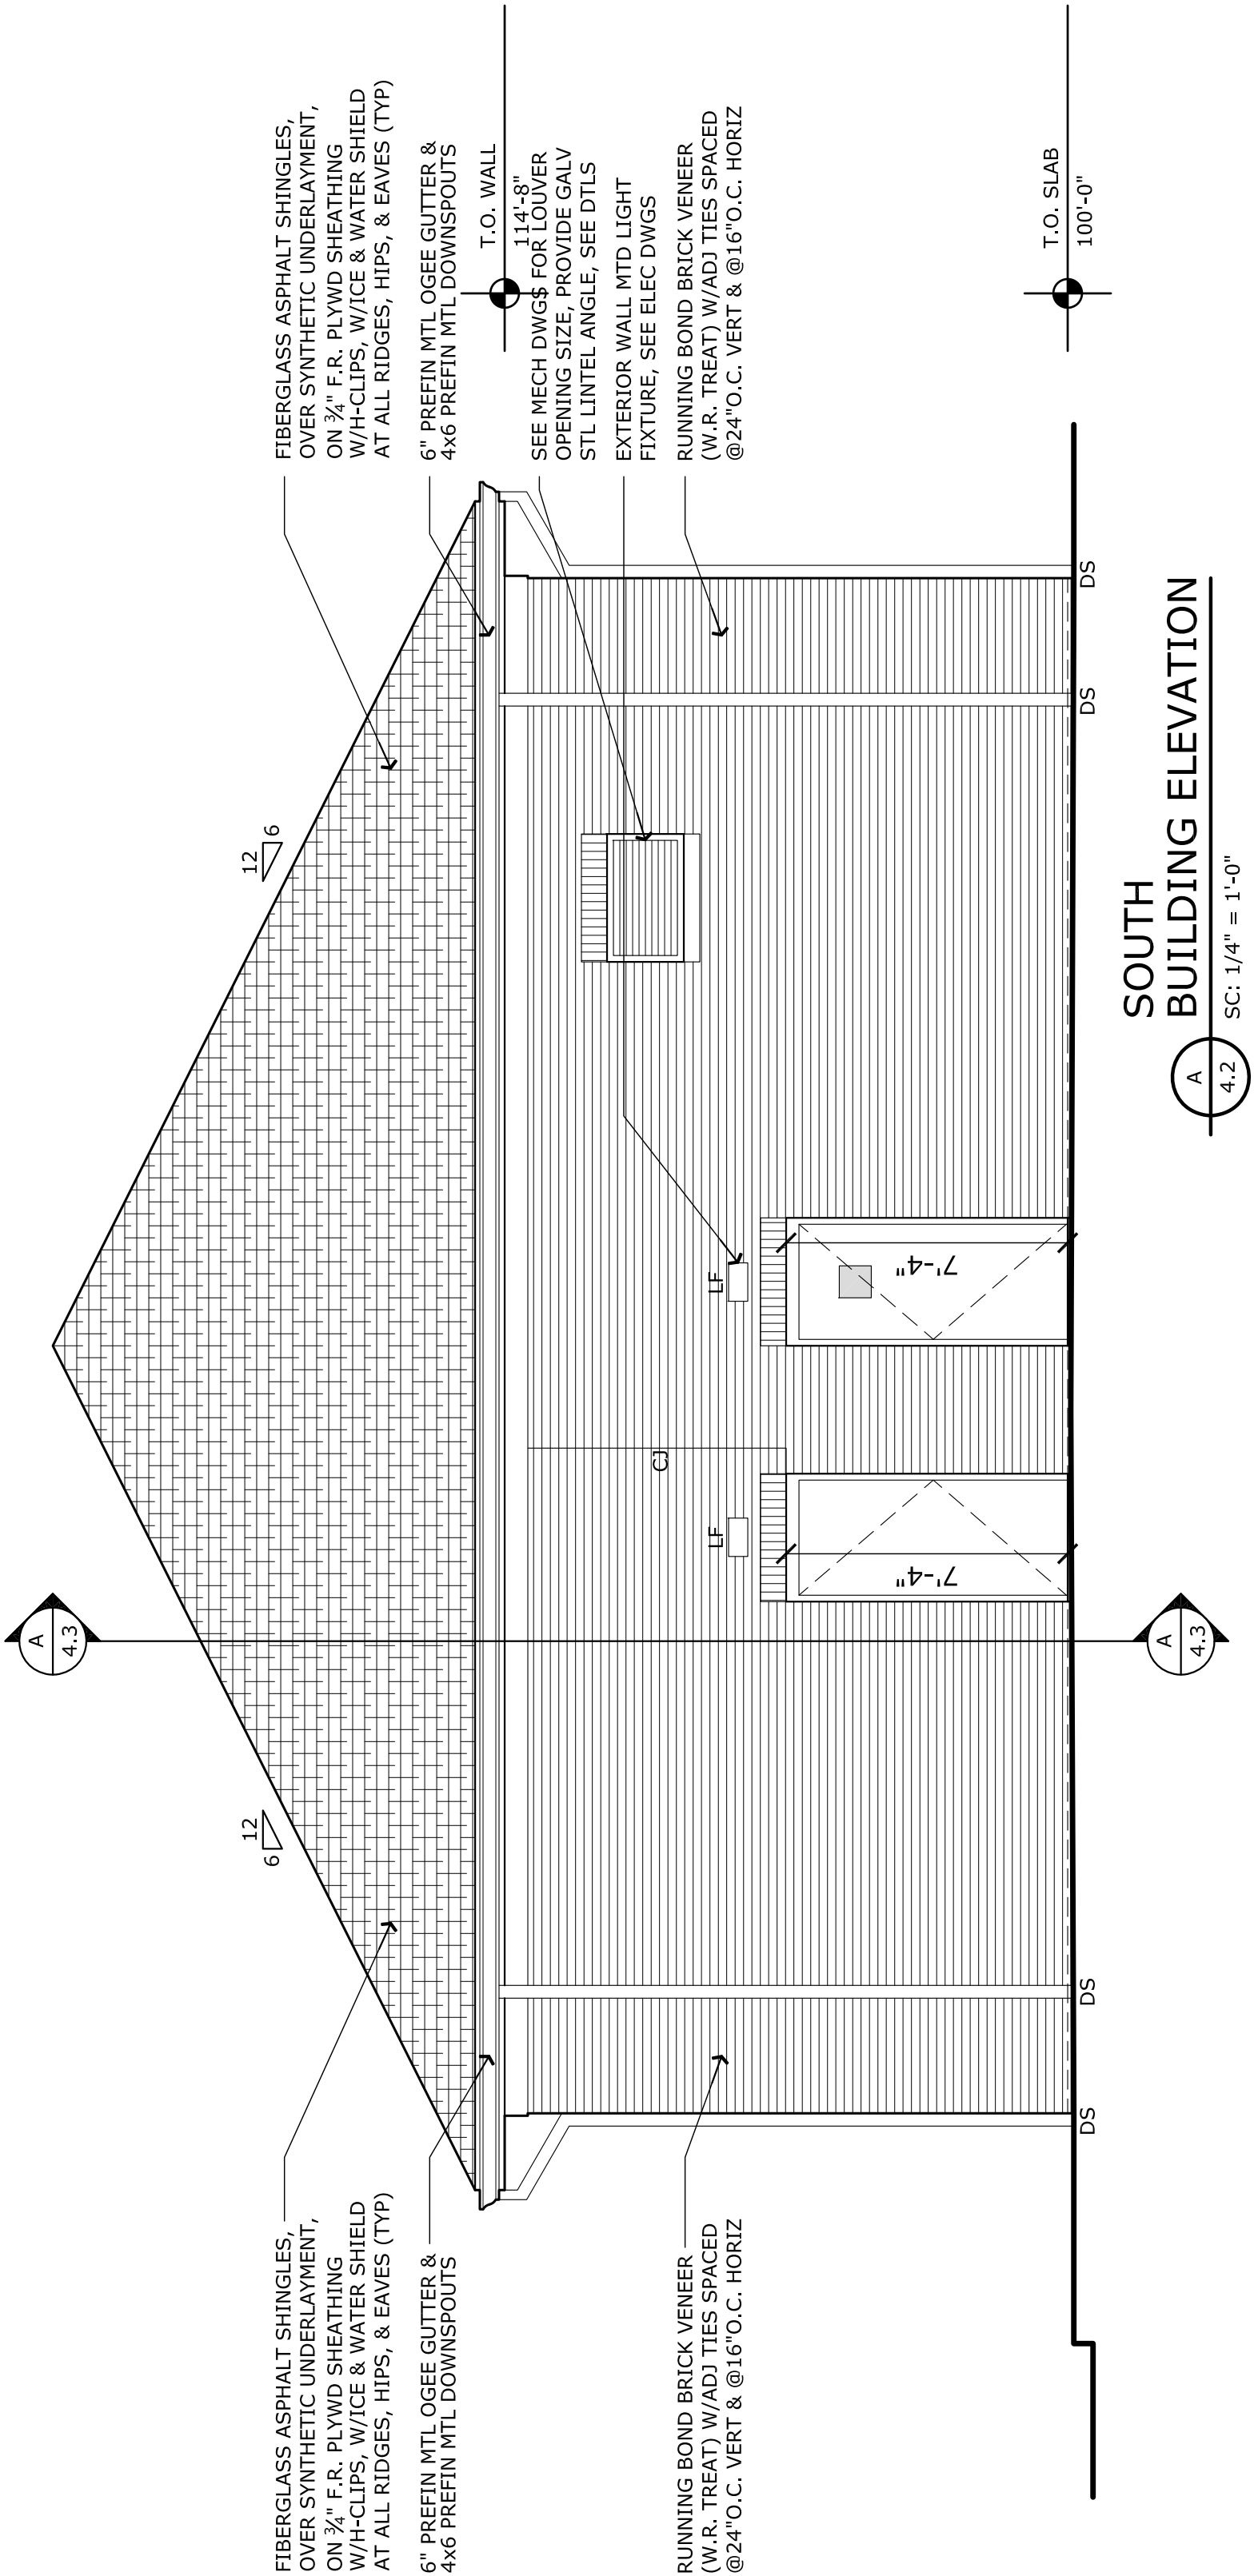 A
4.3
12
6
12
6
FIBERGLASS ASPHALT SHINGLES,
OVER SYNTHETIC UNDERLAYMENT,
ON ¾" F.R. PLYWD SHEATHING
W/H-CLIPS, W/ICE & WATER SHIELD
AT ALL RIDGES, HIPS, & EAVES (TYP)
6" PREFIN MTL OGEE GUTTER &
4x6 PREFIN MTL DOWNSPOUTS
RUNNING BOND BRICK VENEER
(W.R. TREAT) W/ADJ TIES SPACED
@24"O.C. VERT & @16"O.C. HORIZ
FIBERGLASS ASPHALT SHINGLES,
OVER SYNTHETIC UNDERLAYMENT,
ON ¾" F.R. PLYWD SHEATHING
W/H-CLIPS, W/ICE & WATER SHIELD
AT ALL RIDGES, HIPS, & EAVES (TYP)
6" PREFIN MTL OGEE GUTTER &
4x6 PREFIN MTL DOWNSPOUTS
T.O. WALL
114'-8"
SEE MECH DWGS FOR LOUVER
OPENING SIZE, PROVIDE GALV
STL LINTEL ANGLE, SEE DTLS
EXTERIOR WALL MTD LIGHT
FIXTURE, SEE ELEC DWGS
RUNNING BOND BRICK VENEER
(W.R. TREAT) W/ADJ TIES SPACED
@24"O.C. VERT & @16"O.C. HORIZ
CJ
LF
LF
7'-4"
7'-4"
T.O. SLAB
100'-0"
DS
DS
DS
DS
A
4.3
SOUTH
BUILDING ELEVATION
A
4.2
SC: 1/4" = 1'-0"